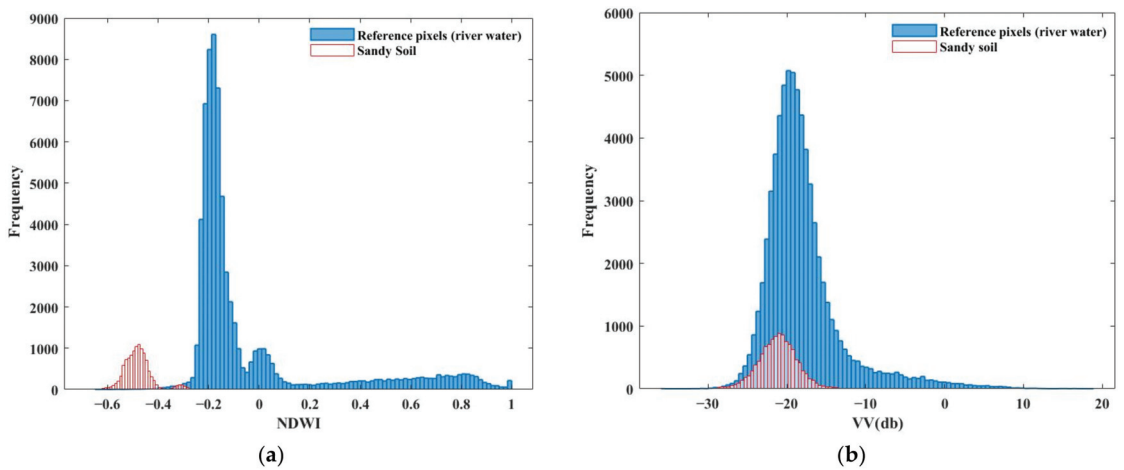 9000
8000
7000
6000
5000
4000
3000
2000
1000
0
Frequency
Reference pixels (river water)
Sandy Soil
−0.6 −0.4 −0.2 0 0.2 0.4 0.6 0.8 1
NDWI
(a)
6000
5000
4000
3000
2000
1000
0
Frequency
Reference pixels (river water)
Sandy soil
−30 −20 −10 0 10 20
VV(db)
(b)